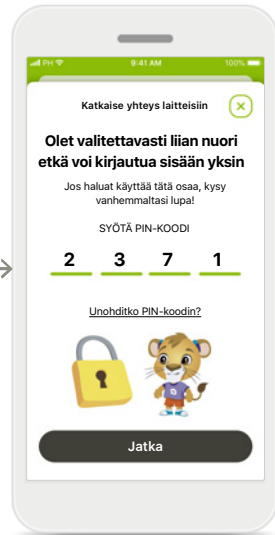 PH 9:41 AM 100%
Katkaise yhteys laitteisiin
Olet valitettavasti liian nuori
etkä voi kirjautua sisään yksin
Jos haluat käyttää tätä osaa, kysy
vanhemmaltasi lupa!
SYÖTÄ PIN-KOODI
2 3 7 1
Unohditko PIN-koodin?
Jatka